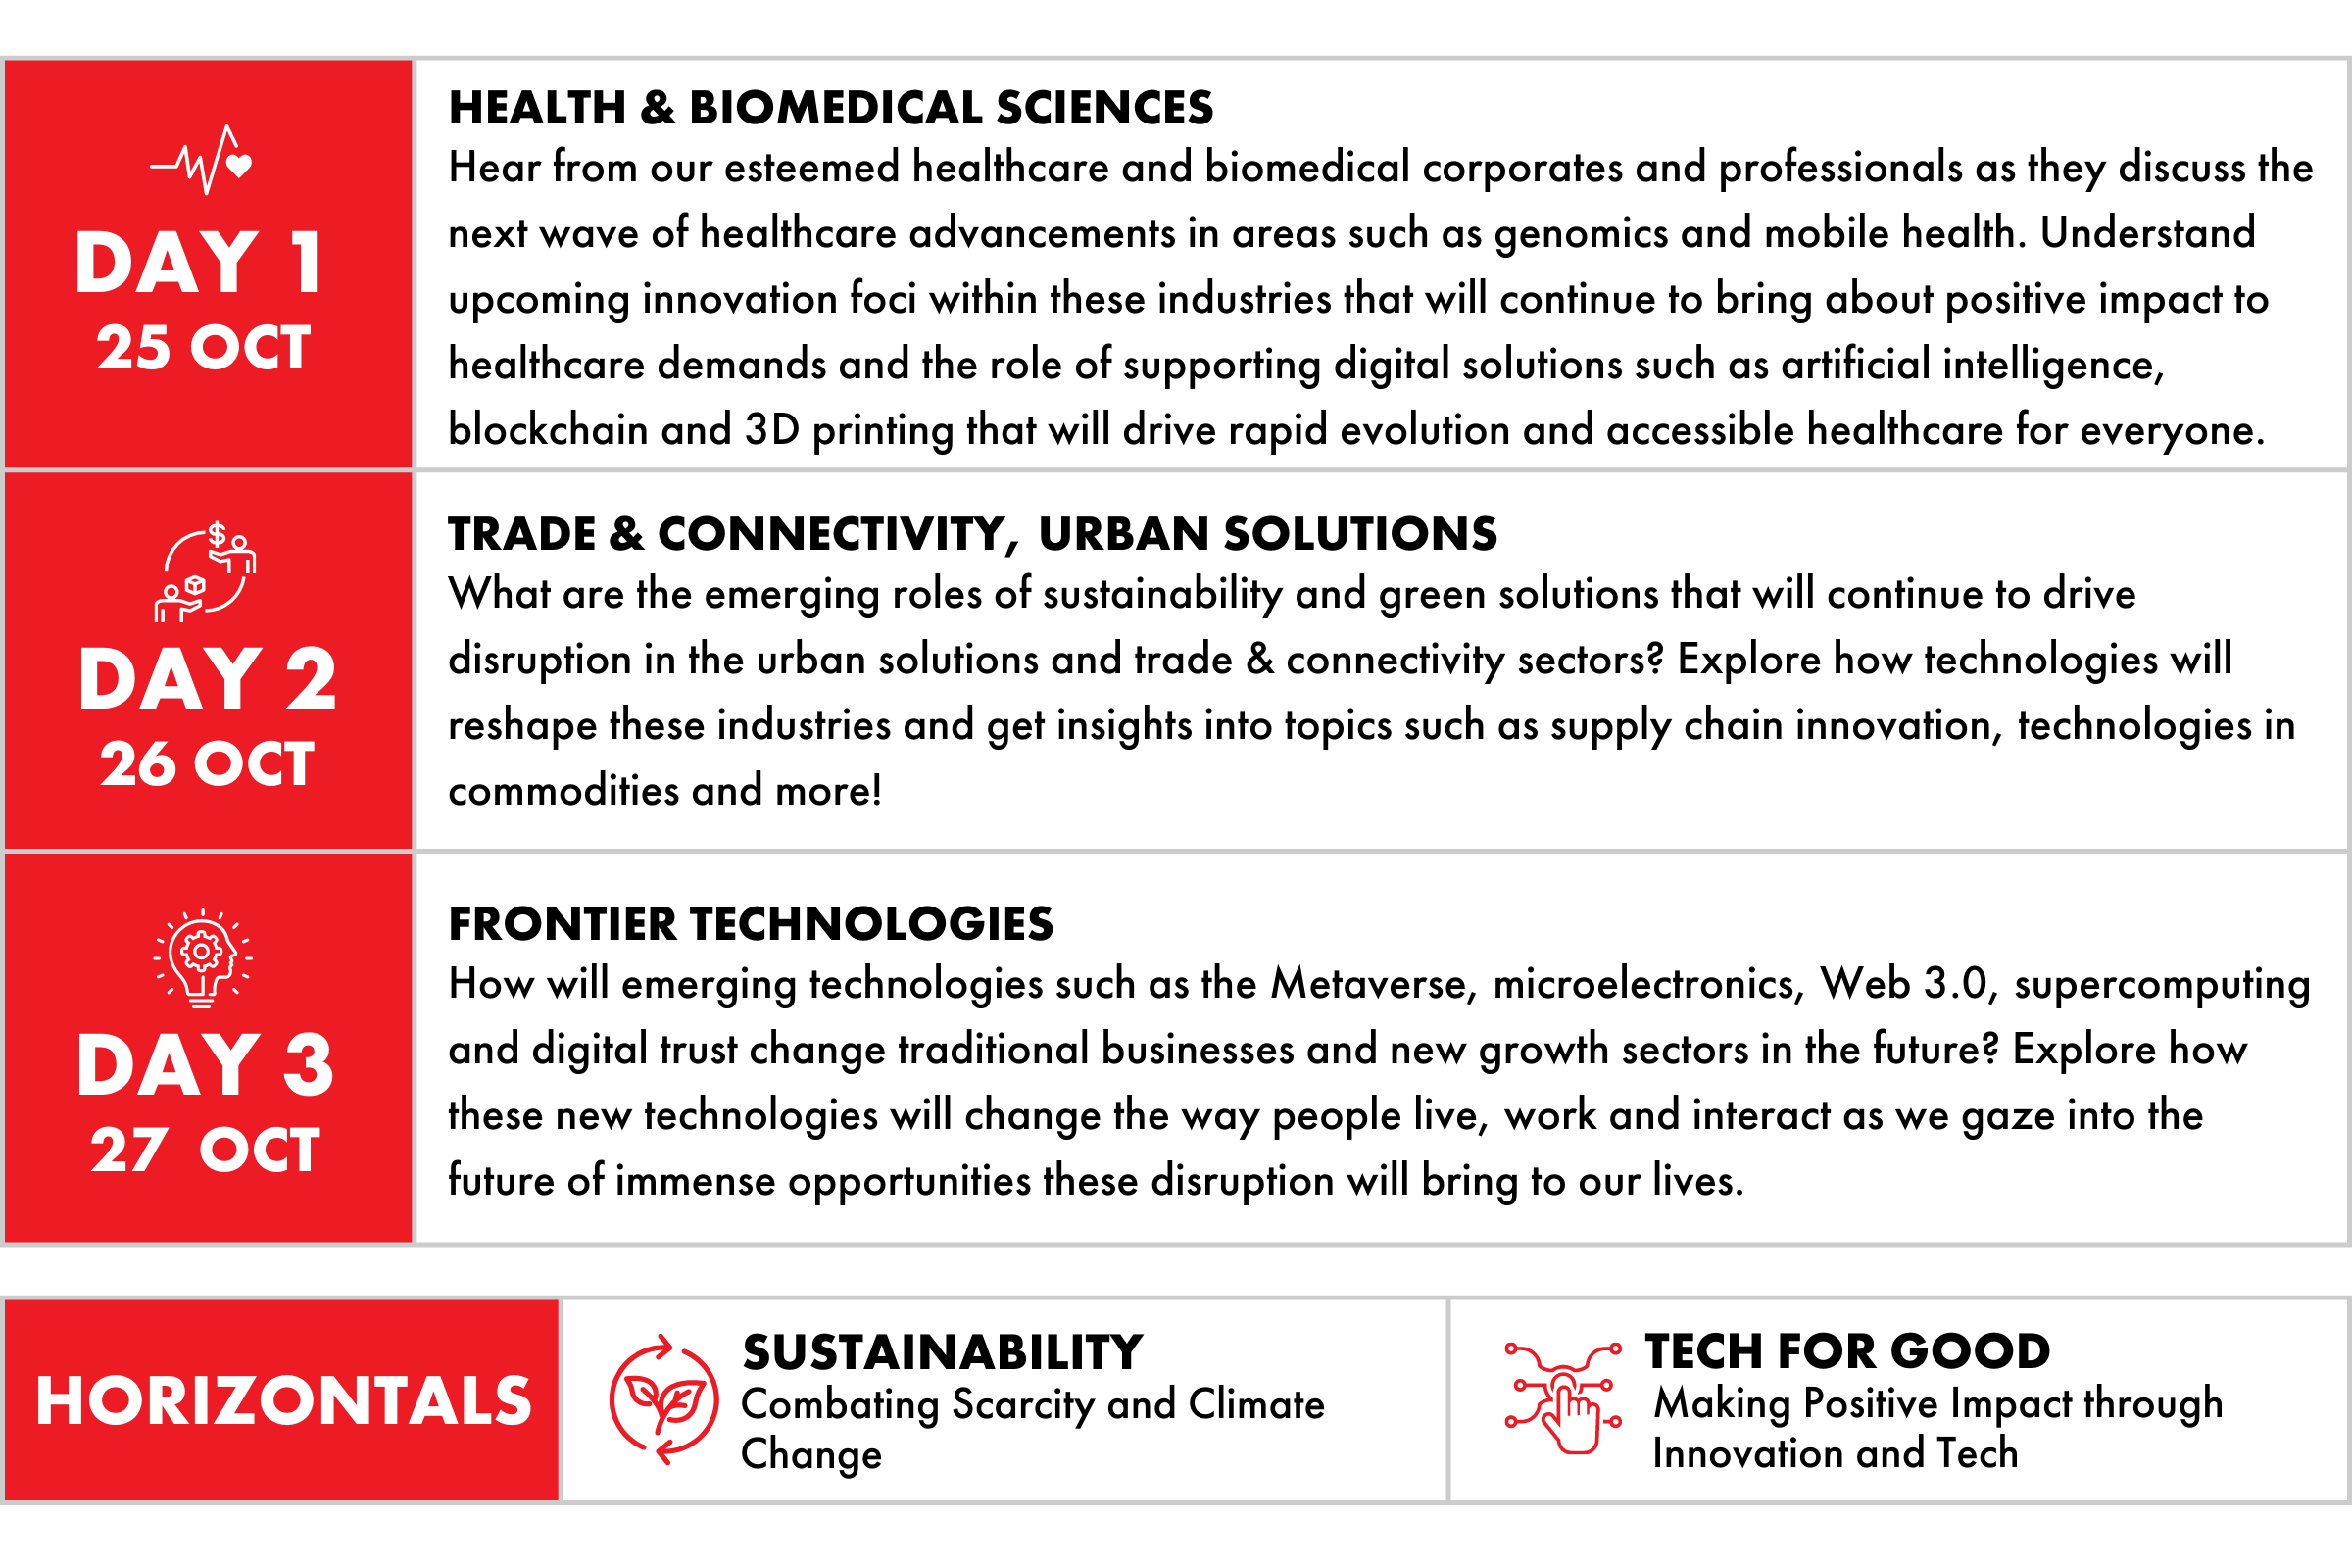 DAY 1
25 OCT
HEALTH & BIOMEDICAL SCIENCES
Hear from our esteemed healthcare and biomedical corporates and professionals as they discuss the
next wave of healthcare advancements in areas such as genomics and mobile health. Understand
upcoming innovation foci within these industries that will continue to bring about positive impact to
healthcare demands and the role of supporting digital solutions such as artificial intelligence,
blockchain and 3D printing that will drive rapid evolution and accessible healthcare for everyone.
$
DAY 2
26 OCT
TRADE & CONNECTIVITY, URBAN SOLUTIONS
What are the emerging roles of sustainability and green solutions that will continue to drive
disruption in the urban solutions and trade & connectivity sectors? Explore how technologies will
reshape these industries and get insights into topics such as supply chain innovation, technologies in
commodities and more!
DAY 3
27 OCT
FRONTIER TECHNOLOGIES
How will emerging technologies such as the Metaverse, microelectronics, Web 3.0, supercomputing
and digital trust change traditional businesses and new growth sectors in the future? Explore how
these new technologies will change the way people live, work and interact as we gaze into the
future of immense opportunities these disruption will bring to our lives.
HORIZONTALS
SUSTAINABILITY
Combating Scarcity and Climate
Change
TECH FOR GOOD
Making Positive Impact through
Innovation and Tech